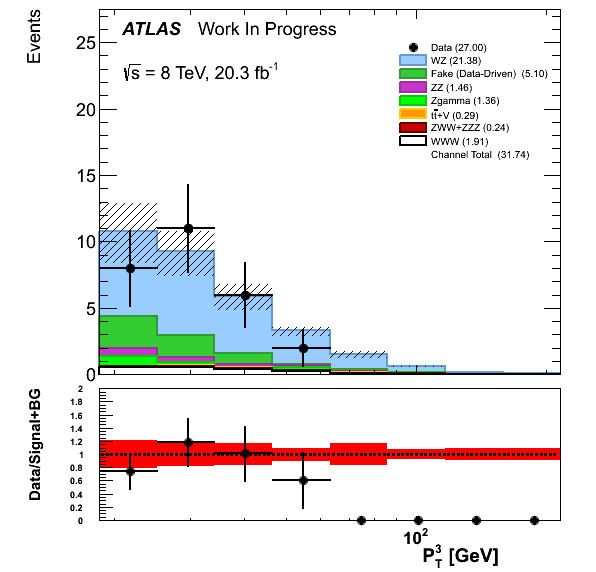 Events
ATLAS Work In Progress
√s = 8 TeV, 20.3 fb⁻¹
Data (27.00)
WZ (21.38)
Fake (Data-Driven) (5.10)
ZZ (1.46)
Zgamma (1.36)
tt̄+V (0.29)
ZWW+ZZZ (0.24)
WWW (1.91)
Channel Total (31.74)
25
20
15
10
5
0
Data/Signal+BG
2
1.8
1.6
1.4
1.2
1
0.8
0.6
0.4
0.2
0
10²
P³_T [GeV]